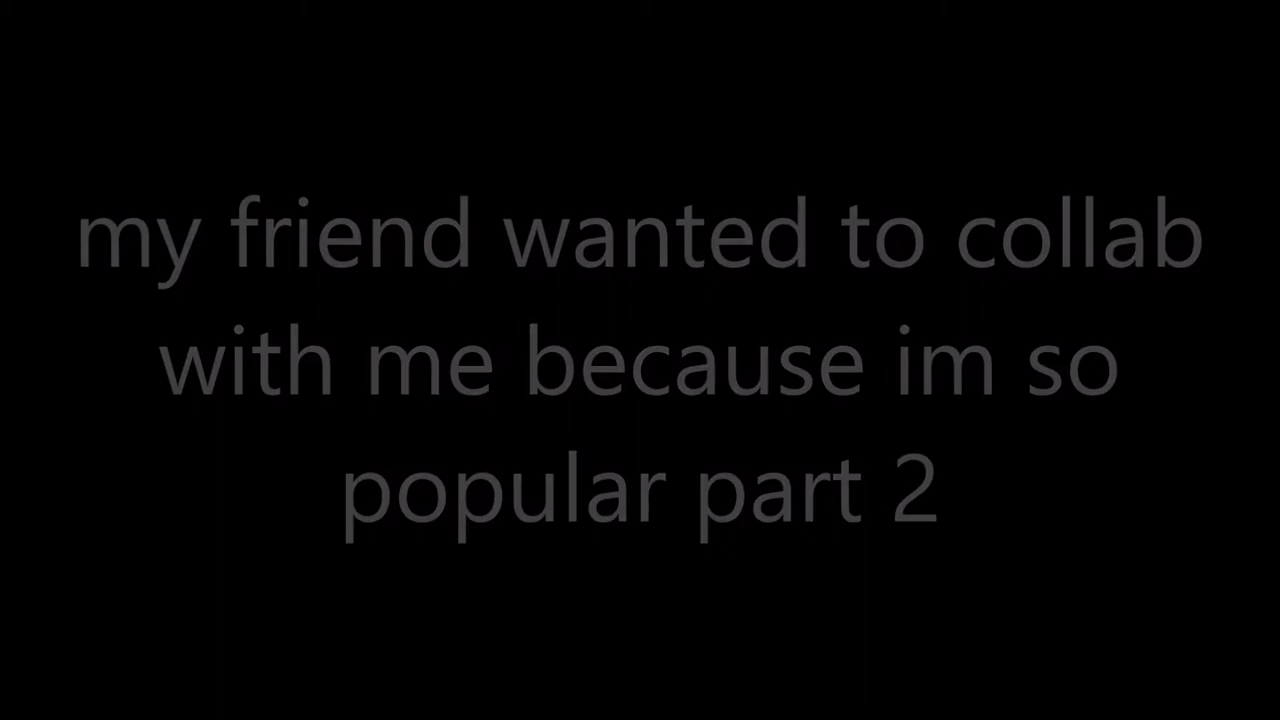 my friend wanted to collab
with me because im so
popular part 2